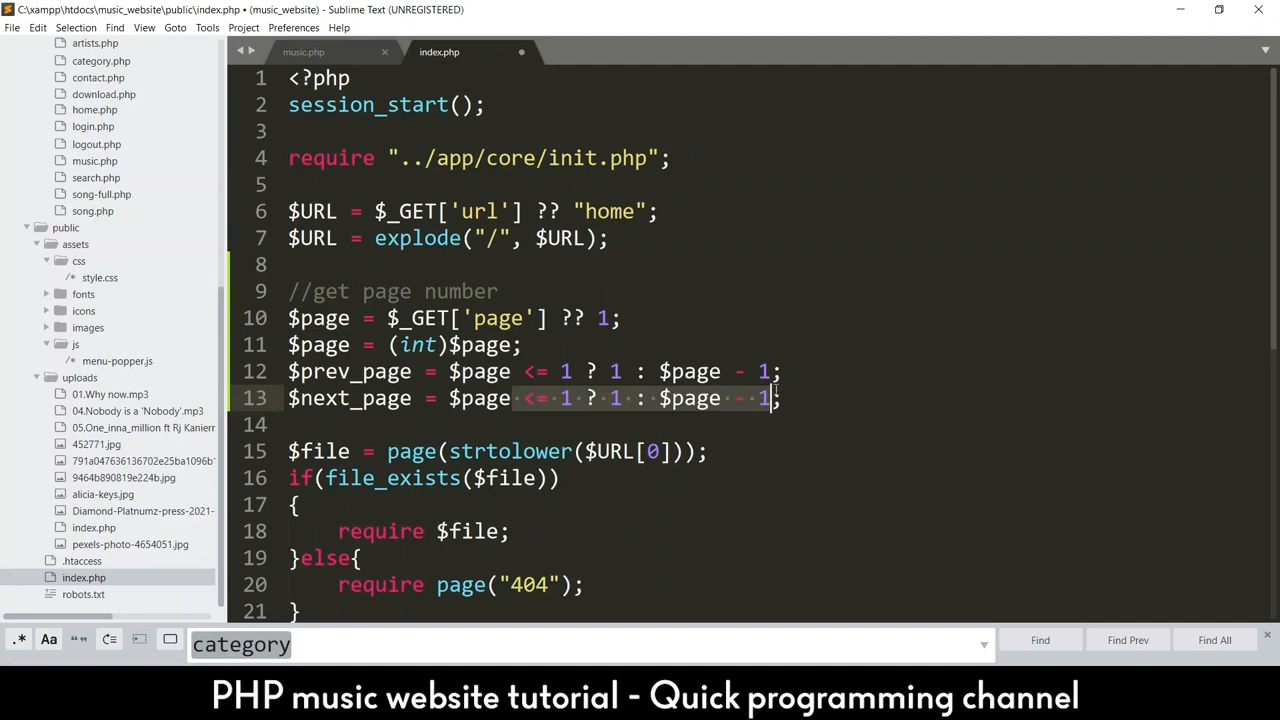 C:\xampp\htdocs\music_website\public\index.php • (music_website) - Sublime Text (UNREGISTERED)
File Edit Selection Find View Goto Tools Project Preferences Help
artists.php
category.php
contact.php
download.php
home.php
login.php
logout.php
music.php
search.php
song-full.php
song.php
public
assets
css
/* style.css
fonts
icons
images
js
/* menu-popper.js
uploads
01.Why now.mp3
04.Nobody is a 'Nobody'.mp3
05.One_inna_million ft Rj Kanierr
452771.jpg
791a047636136702e25ba1096b
9464b890819e224b.jpg
alicia-keys.jpg
Diamond-Platnumz-press-2021-
index.php
pexels-photo-4654051.jpg
.htaccess
index.php
robots.txt
music.php index.php
1 <?php
2 session_start();
3
4 require "../app/core/init.php";
5
6 $URL = $_GET['url'] ?? "home";
7 $URL = explode("/", $URL);
8
9 //get page number
10 $page = $_GET['page'] ?? 1;
11 $page = (int)$page;
12 $prev_page = $page <= 1 ? 1 : $page - 1;
13 $next_page = $page <= 1 ? 1 : $page - 1;
14
15 $file = page(strtolower($URL[0]));
16 if(file_exists($file))
17 {
18 require $file;
19 }else{
20 require page("404");
21 }
.* Aa “” category Find Find Prev Find All
PHP music website tutorial - Quick programming channel